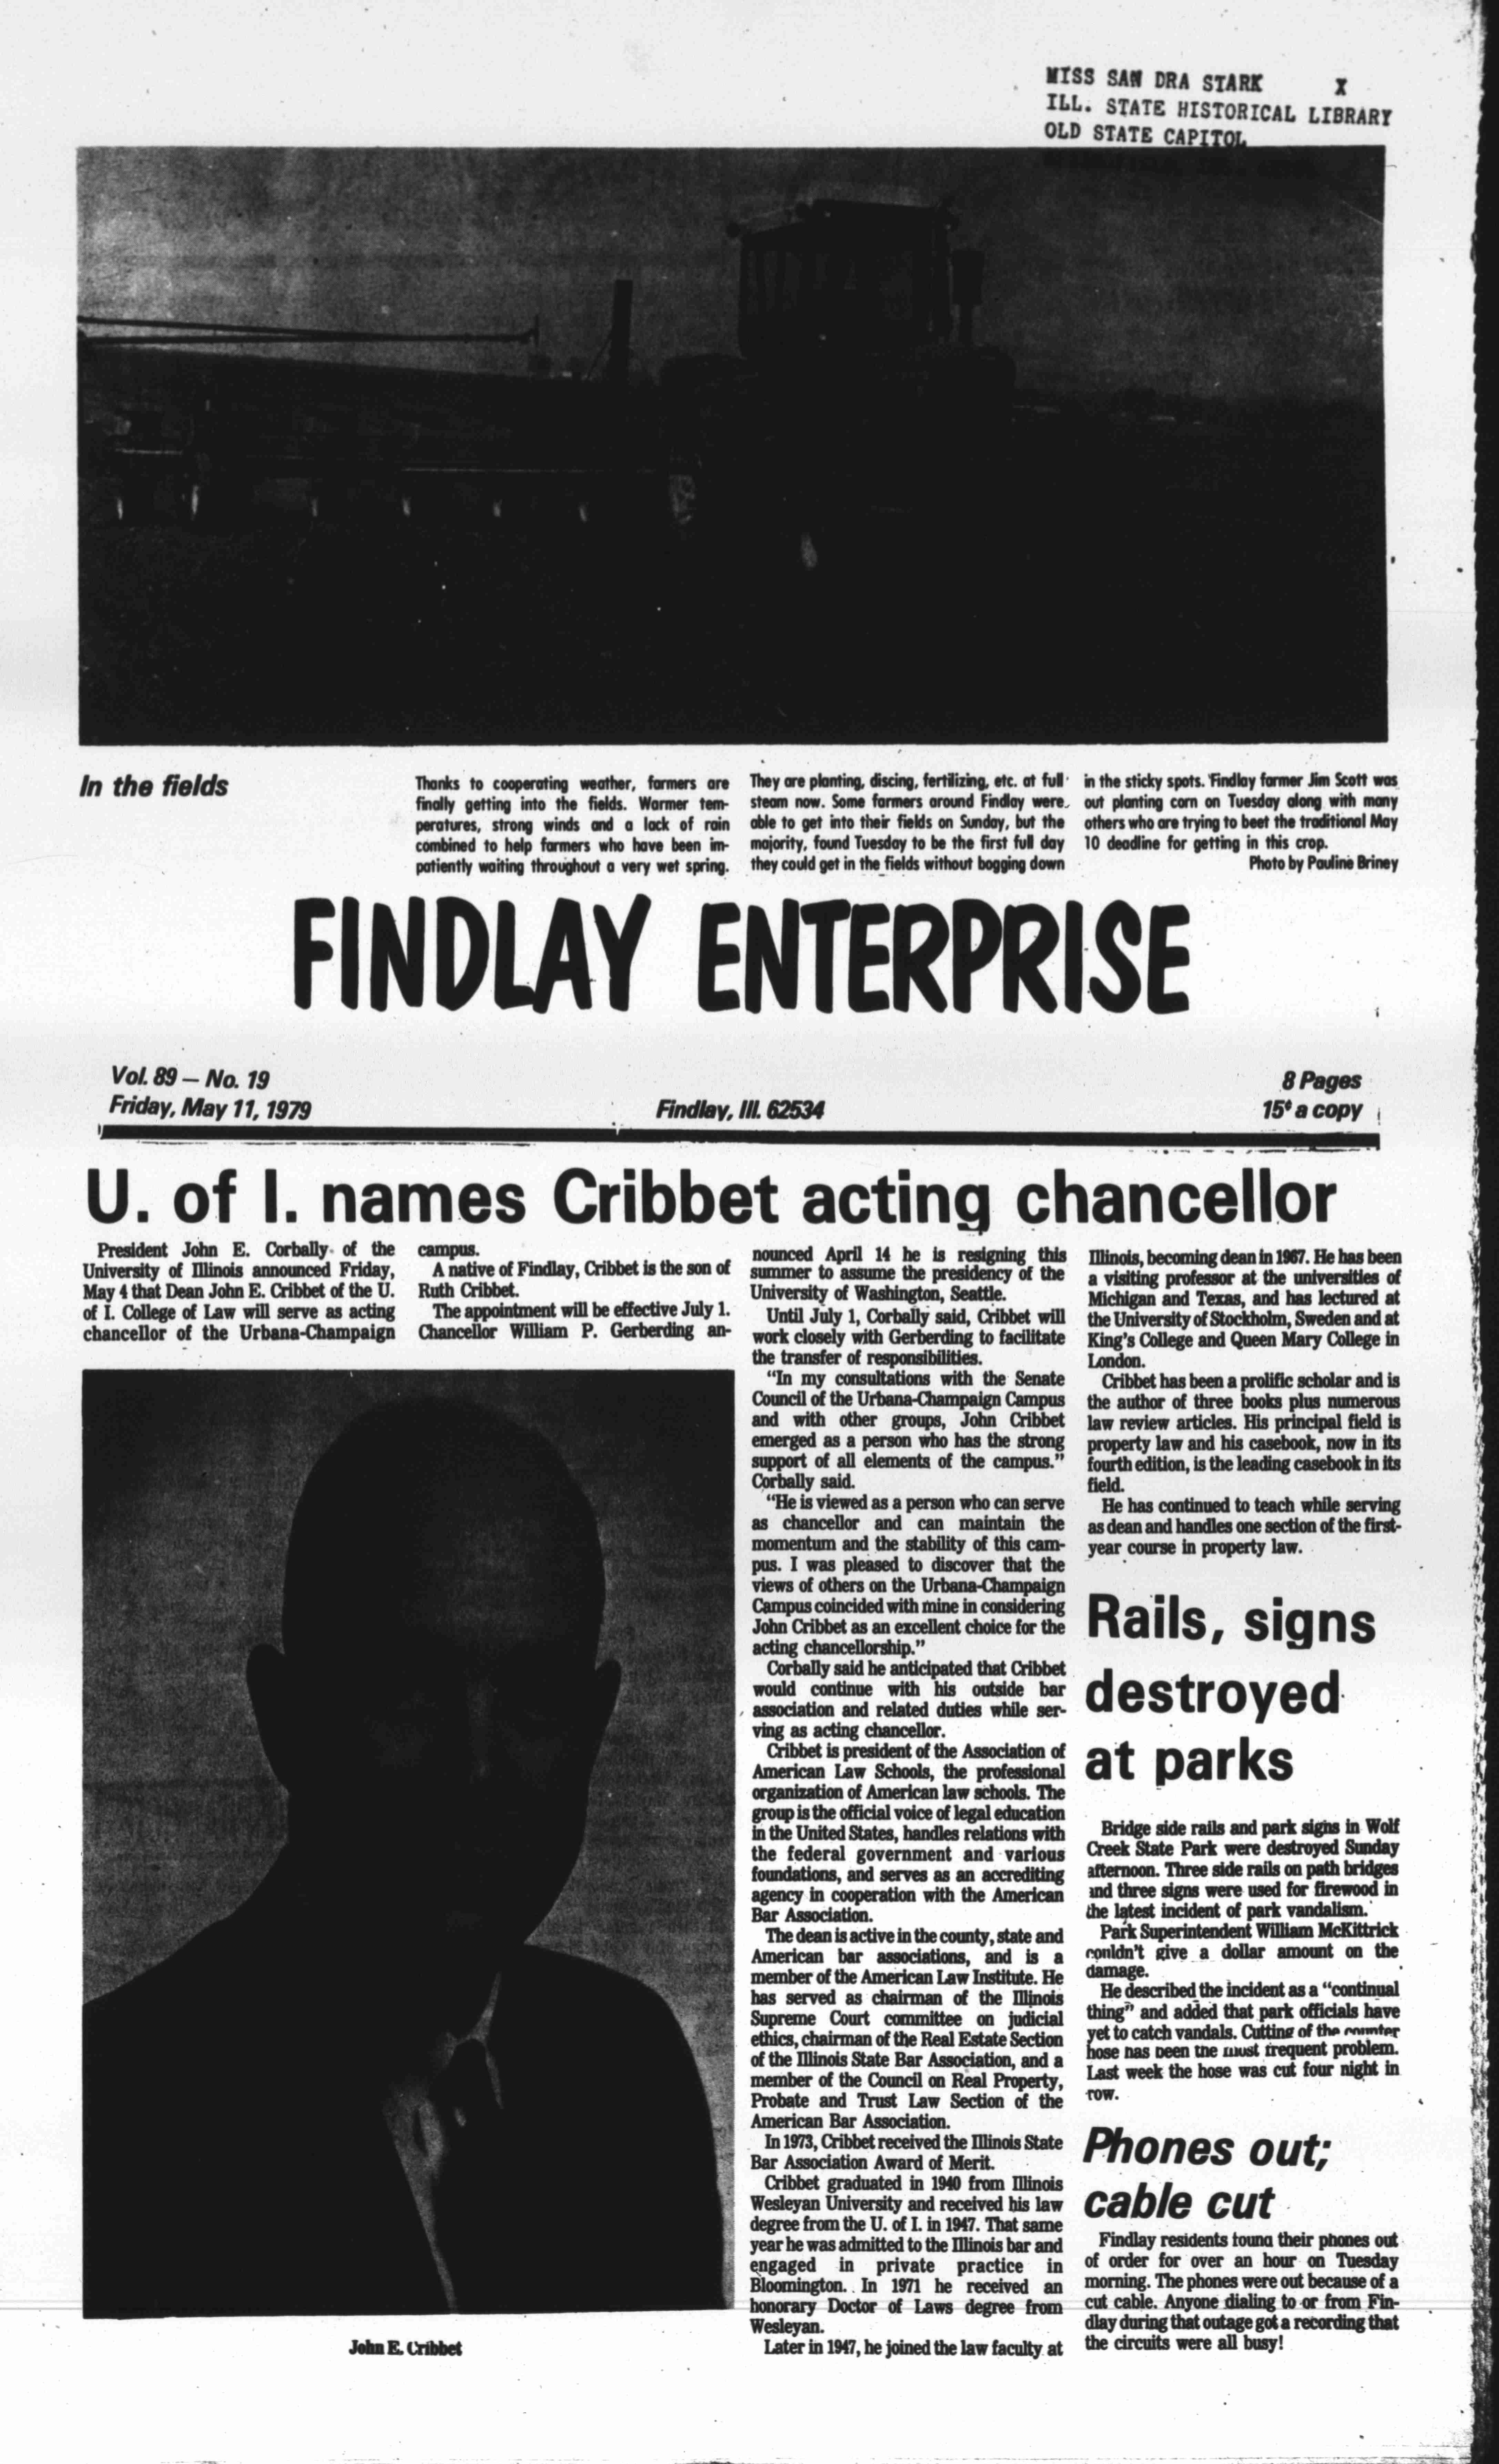 MISS SAN DRA STARK X
ILL. STATE HISTORICAL LIBRARY
OLD STATE CAPITOL
In the fields
Thanks to cooperating weather, farmers are
finally getting into the fields. Warmer tem-
peratures, strong winds and a lack of rain
combined to help farmers who have been im-
patiently waiting throughout a very wet spring.
They are planting, discing, fertilizing, etc. at full
steam now. Some farmers around Findlay were
able to get into their fields on Sunday, but the
majority, found Tuesday to be the first full day
they could get in the fields without bogging down
in the sticky spots. Findlay farmer Jim Scott was
out planting corn on Tuesday along with many
others who are trying to beet the traditional May
10 deadline for getting in this crop.
Photo by Pauline Briney
FINDLAY ENTERPRISE
Vol. 89 — No. 19
Friday, May 11, 1979
Findlay, Ill. 62534
8 Pages
15¢ a copy
U. of I. names Cribbet acting chancellor
President John E. Corbally of the
University of Illinois announced Friday,
May 4 that Dean John E. Cribbet of the U.
of I. College of Law will serve as acting
chancellor of the Urbana-Champaign
campus.
A native of Findlay, Cribbet is the son of
Ruth Cribbet.
The appointment will be effective July 1.
Chancellor William P. Gerberding an-
John E. Cribbet
nounced April 14 he is resigning this
summer to assume the presidency of the
University of Washington, Seattle.
Until July 1, Corbally said, Cribbet will
work closely with Gerberding to facilitate
the transfer of responsibilities.
"In my consultations with the Senate
Council of the Urbana-Champaign Campus
and with other groups, John Cribbet
emerged as a person who has the strong
support of all elements of the campus."
Corbally said.
"He is viewed as a person who can serve
as chancellor and can maintain the
momentum and the stability of this cam-
pus. I was pleased to discover that the
views of others on the Urbana-Champaign
Campus coincided with mine in considering
John Cribbet as an excellent choice for the
acting chancellorship."
Corbally said he anticipated that Cribbet
would continue with his outside bar
association and related duties while ser-
ving as acting chancellor.
Cribbet is president of the Association of
American Law Schools, the professional
organization of American law schools. The
group is the official voice of legal education
in the United States, handles relations with
the federal government and various
foundations, and serves as an accrediting
agency in cooperation with the American
Bar Association.
The dean is active in the county, state and
American bar associations, and is a
member of the American Law Institute. He
has served as chairman of the Illinois
Supreme Court committee on judicial
ethics, chairman of the Real Estate Section
of the Illinois State Bar Association, and a
member of the Council on Real Property,
Probate and Trust Law Section of the
American Bar Association.
In 1973, Cribbet received the Illinois State
Bar Association Award of Merit.
Cribbet graduated in 1940 from Illinois
Wesleyan University and received his law
degree from the U. of I. in 1947. That same
year he was admitted to the Illinois bar and
engaged in private practice in
Bloomington. In 1971 he received an
honorary Doctor of Laws degree from
Wesleyan.
Later in 1947, he joined the law faculty at
Illinois, becoming dean in 1967. He has been
a visiting professor at the universities of
Michigan and Texas, and has lectured at
the University of Stockholm, Sweden and at
King's College and Queen Mary College in
London.
Cribbet has been a prolific scholar and is
the author of three books plus numerous
law review articles. His principal field is
property law and his casebook, now in its
fourth edition, is the leading casebook in its
field.
He has continued to teach while serving
as dean and handles one section of the first-
year course in property law.
Rails, signs
destroyed
at parks
Bridge side rails and park signs in Wolf
Creek State Park were destroyed Sunday
afternoon. Three side rails on path bridges
and three signs were used for firewood in
the latest incident of park vandalism.
Park Superintendent William McKittrick
couldn't give a dollar amount on the
damage.
He described the incident as a "continual
thing" and added that park officials have
yet to catch vandals. Cutting of the counter
hose has been the most frequent problem.
Last week the hose was cut four night in
row.
Phones out;
cable cut
Findlay residents found their phones out
of order for over an hour on Tuesday
morning. The phones were out because of a
cut cable. Anyone dialing to or from Fin-
dlay during that outage got a recording that
the circuits were all busy!